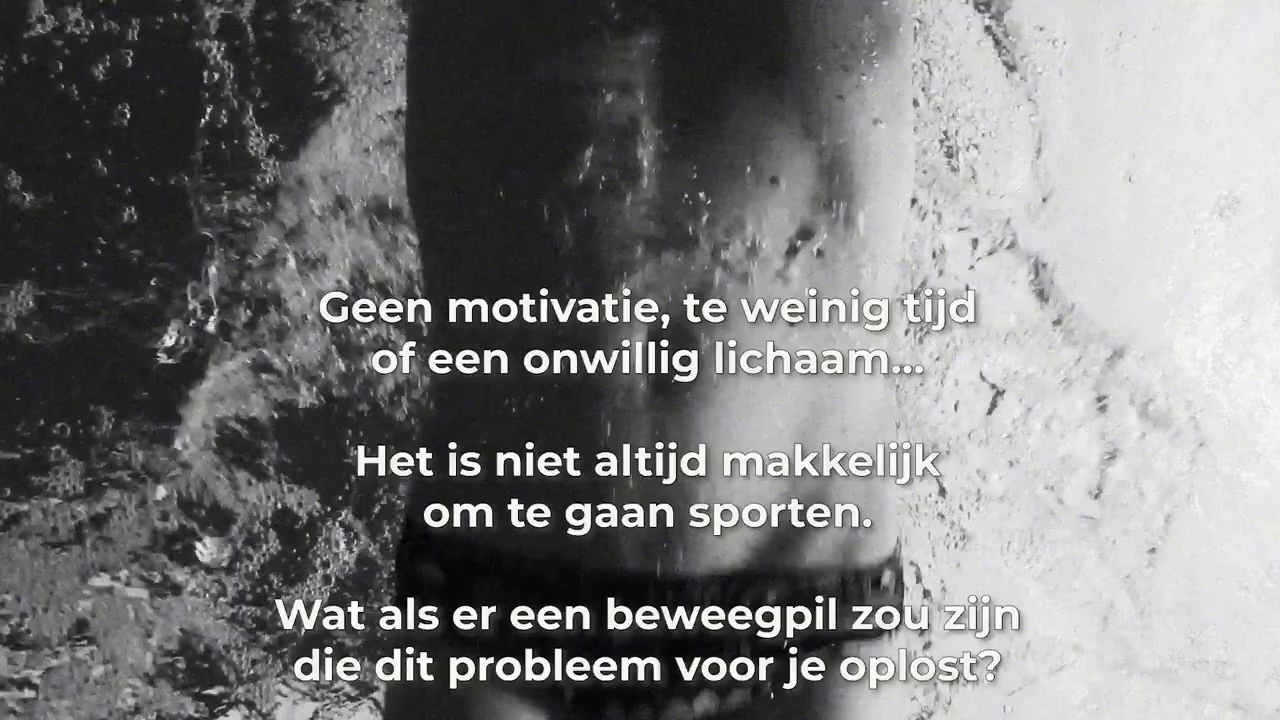 Geen motivatie, te weinig tijd
of een onwillig lichaam...
Het is niet altijd makkelijk
om te gaan sporten.
Wat als er een beweegpil zou zijn
die dit probleem voor je oplost?